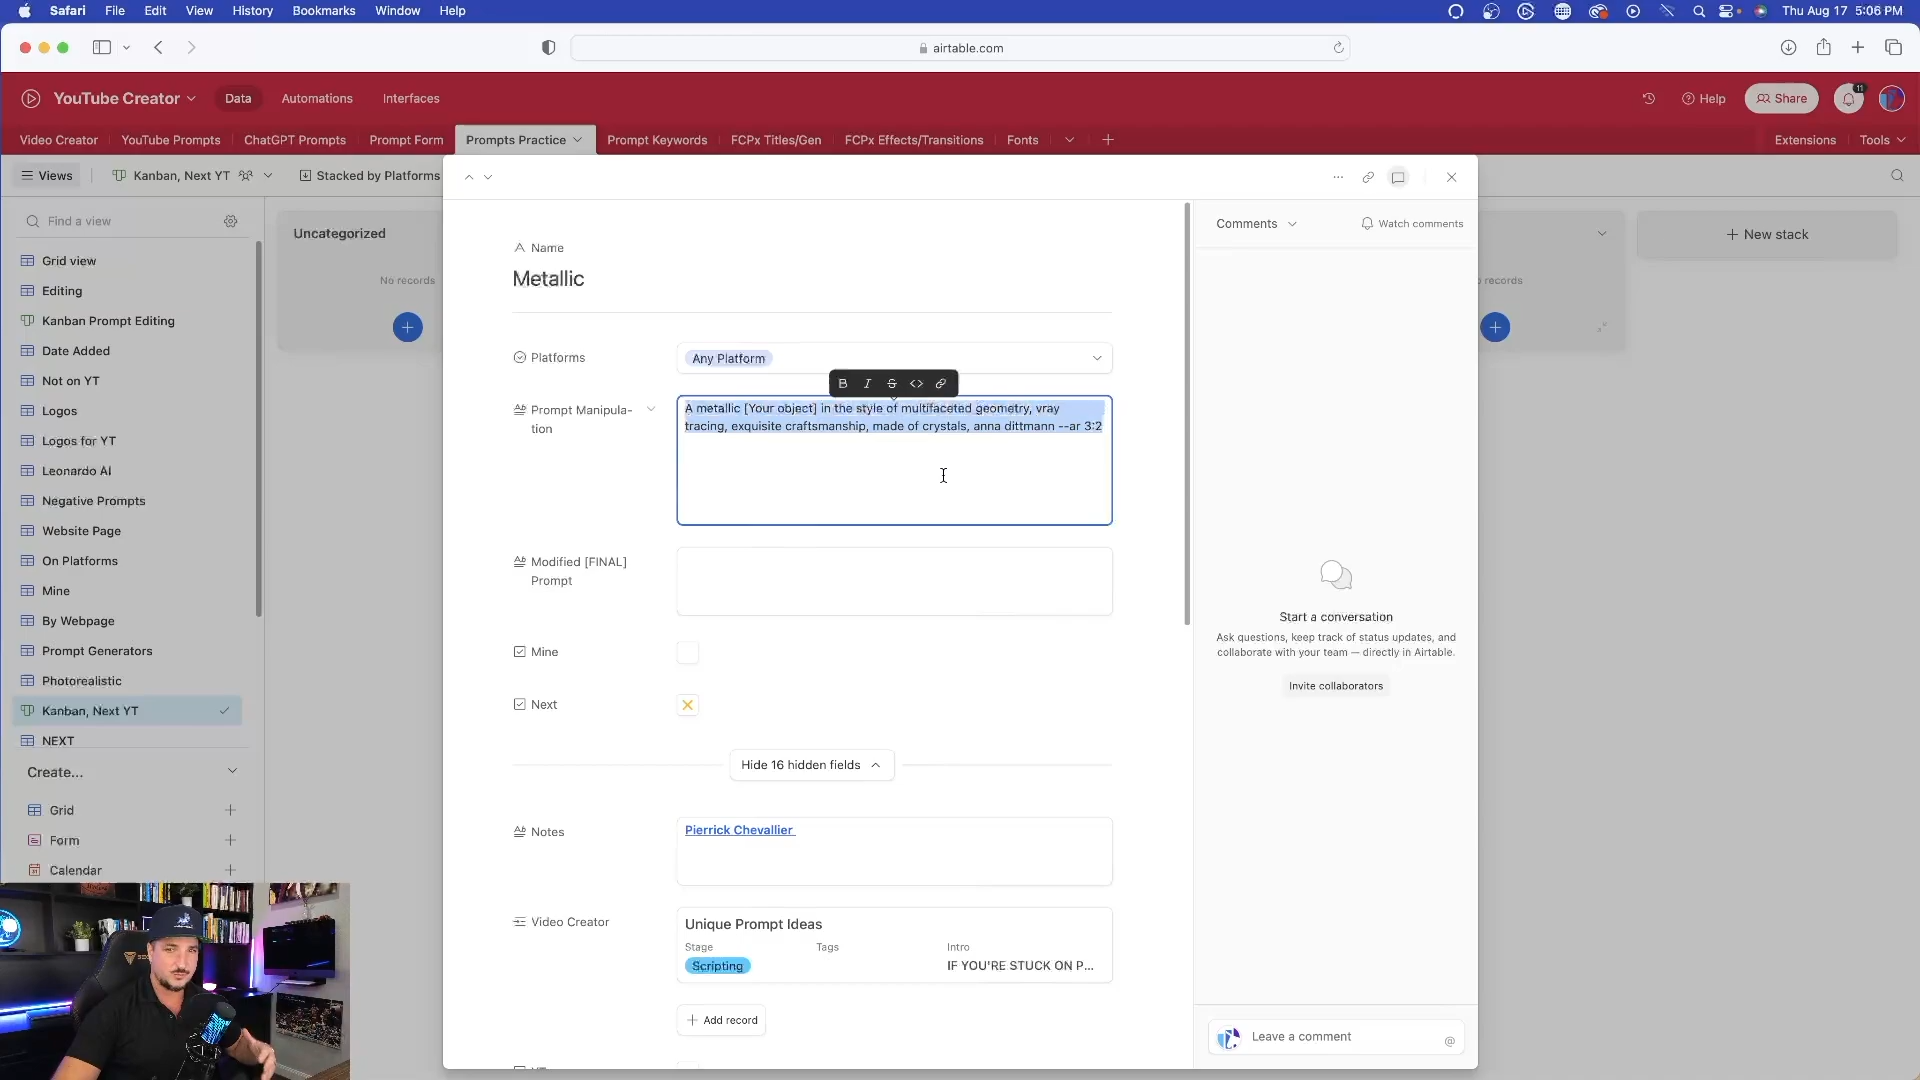 Safari File Edit View History Bookmarks Window Help
Thu Aug 17 5:06 PM
airtable.com
YouTube Creator Data Automations Interfaces
Help Share 11
Video Creator YouTube Prompts ChatGPT Prompts Prompt Form Prompts Practice Prompt Keywords FCPx Titles/Gen FCPx Effects/Transitions Fonts
Extensions Tools
Views Kanban, Next YT Stacked by Platforms
Find a view
Grid view
Editing
Kanban Prompt Editing
Date Added
Not on YT
Logos
Logos for YT
Leonardo AI
Negative Prompts
Website Page
On Platforms
Mine
By Webpage
Prompt Generators
Photorealistic
Kanban, Next YT
NEXT
Create...
Grid
Form
Calendar
Uncategorized
No records
Name
Metallic
Platforms
Any Platform
Prompt Manipula-
tion
A metallic [Your object] in the style of multifaceted geometry, vray
tracing, exquisite craftsmanship, made of crystals, anna dittmann --ar 3:2
Modified [FINAL]
Prompt
Mine
Next
Hide 16 hidden fields
Notes
Pierrick Chevallier
Video Creator
Unique Prompt Ideas
Stage Tags Intro
Scripting IF YOU'RE STUCK ON P...
Add record
Comments Watch comments
Start a conversation
Ask questions, keep track of status updates, and
collaborate with your team — directly in Airtable.
Invite collaborators
Leave a comment @
records
New stack